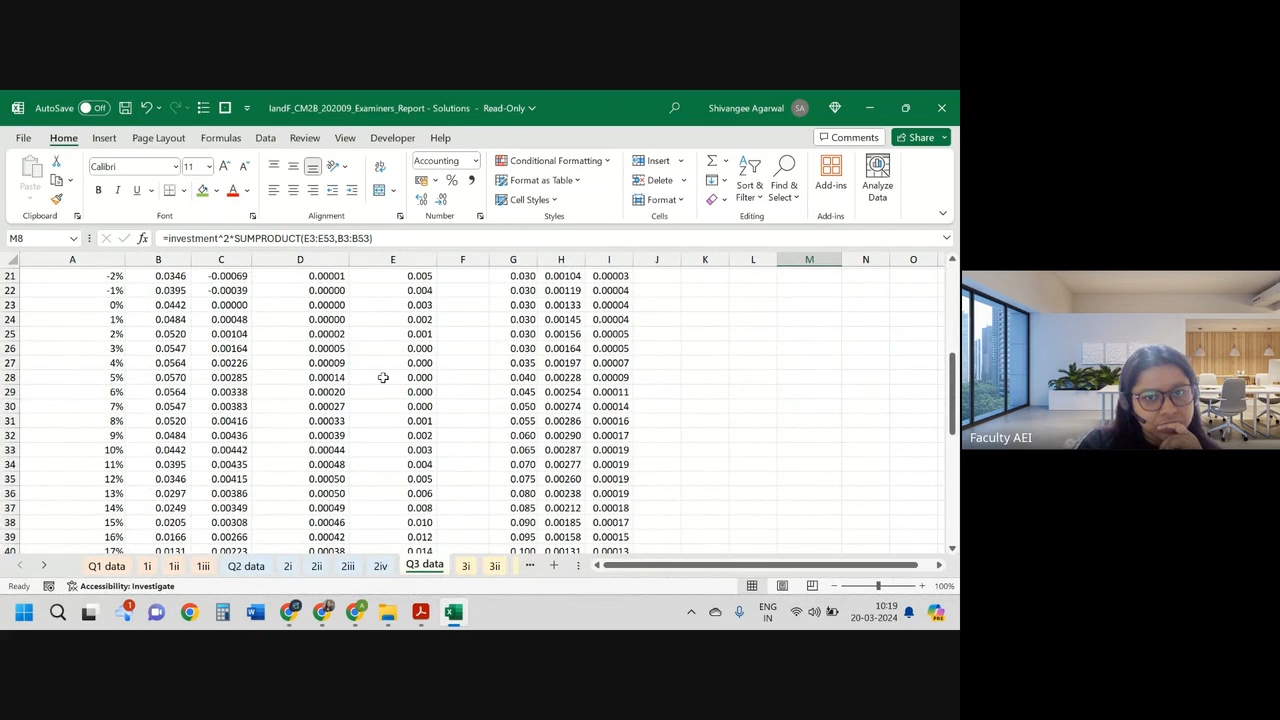 AutoSave Off IandF_CM2B_202009_Examiners_Report - Solutions - Read-Only Shivangee Agarwal SA
File Home Insert Page Layout Formulas Data Review View Developer Help Comments Share
Paste Calibri 11 A A B I U A Accounting % Conditional Formatting Format as Table Cell Styles Insert Delete Format Sort & Filter Find & Select Add-ins Analyze Data
Clipboard Font Alignment Number Styles Cells Editing Add-ins
M8 fx =investment^2*SUMPRODUCT(E3:E53,B3:B53)
A B C D E F G H I J K L M N O
21 -2% 0.0346 -0.00069 0.00001 0.005 0.030 0.00104 0.00003
22 -1% 0.0395 -0.00039 0.00000 0.004 0.030 0.00119 0.00004
23 0% 0.0442 0.00000 0.00000 0.003 0.030 0.00133 0.00004
24 1% 0.0484 0.00048 0.00000 0.002 0.030 0.00145 0.00004
25 2% 0.0520 0.00104 0.00002 0.001 0.030 0.00156 0.00005
26 3% 0.0547 0.00164 0.00005 0.000 0.030 0.00164 0.00005
27 4% 0.0564 0.00226 0.00009 0.000 0.035 0.00197 0.00007
28 5% 0.0570 0.00285 0.00014 0.000 0.040 0.00228 0.00009
29 6% 0.0564 0.00338 0.00020 0.000 0.045 0.00254 0.00011
30 7% 0.0547 0.00383 0.00027 0.000 0.050 0.00274 0.00014
31 8% 0.0520 0.00416 0.00033 0.001 0.055 0.00286 0.00016
32 9% 0.0484 0.00436 0.00039 0.002 0.060 0.00290 0.00017
33 10% 0.0442 0.00442 0.00044 0.003 0.065 0.00287 0.00019
34 11% 0.0395 0.00435 0.00048 0.004 0.070 0.00277 0.00019
35 12% 0.0346 0.00415 0.00050 0.005 0.075 0.00260 0.00019
36 13% 0.0297 0.00386 0.00050 0.006 0.080 0.00238 0.00019
37 14% 0.0249 0.00349 0.00049 0.008 0.085 0.00212 0.00018
38 15% 0.0205 0.00308 0.00046 0.010 0.090 0.00185 0.00017
39 16% 0.0166 0.00266 0.00042 0.012 0.095 0.00158 0.00015
40 17% 0.0131 0.00223 0.00038 0.014 0.100 0.00131 0.00013
Q1 data 1i 1ii 1iii Q2 data 2i 2ii 2iii 2iv Q3 data 3i 3ii
Ready Accessibility: Investigate 100%
1 ENG IN 10:19 20-03-2024
Faculty AEI